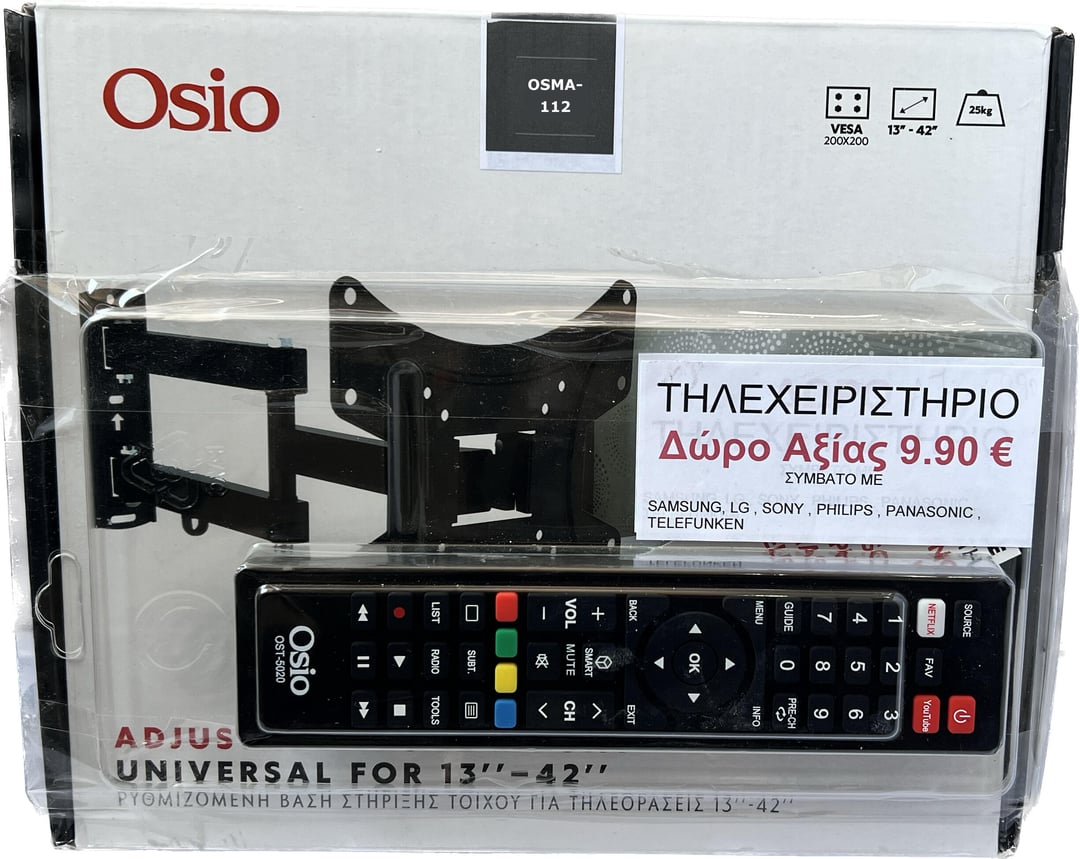 Osio
OSMA-
112
VESA
200X200
13” - 42”
25kg
ΤΗΛΕΧΕΙΡΙΣΤΗΡΙΟ
Δώρο Αξίας 9.90 €
ΣΥΜΒΑΤΟ ΜΕ
SAMSUNG, LG , SONY , PHILIPS , PANASONIC ,
TELEFUNKEN
SOURCE
FAV
NETFLIX
YouTube
1 2 3
4 5 6
7 8 9
GUIDE 0 PRE-CH
MENU
INFO
OK
BACK
EXIT
SMART
+ VOL −
MUTE
CH
SUBT.
LIST RADIO TOOLS
Osio
OST-5020
ADJUS
UNIVERSAL FOR 13’’–42’’
ΡΥΘΜΙΖΟΜΕΝΗ ΒΑΣΗ ΣΤΗΡΙΞΗΣ ΤΟΙΧΟΥ ΓΙΑ ΤΗΛΕΟΡΑΣΕΙΣ 13’’-42’’